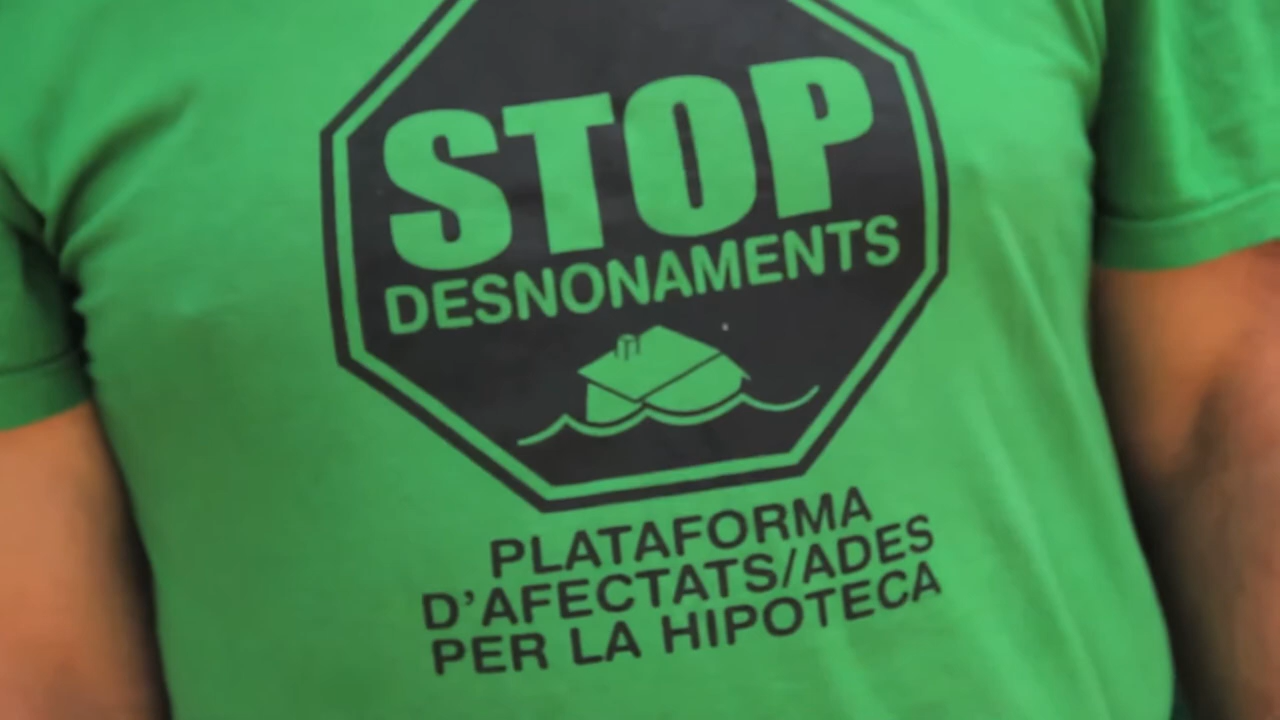 STOP
DESNONAMENTS
PLATAFORMA
D'AFECTATS/ADES
PER LA HIPOTECA